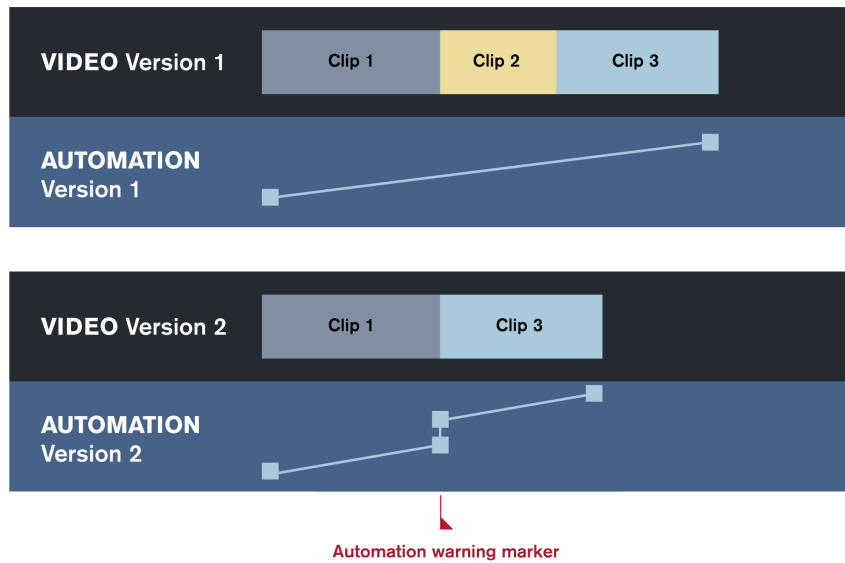 VIDEO Version 1
Clip 1
Clip 2
Clip 3
AUTOMATION
Version 1
VIDEO Version 2
Clip 1
Clip 3
AUTOMATION
Version 2
Automation warning marker